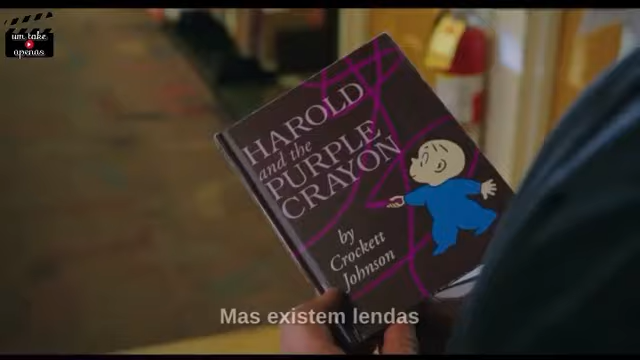 um take
apenas
HAROLD
and the
PURPLE
CRAYON
by
Crockett
Johnson
Mas existem lendas